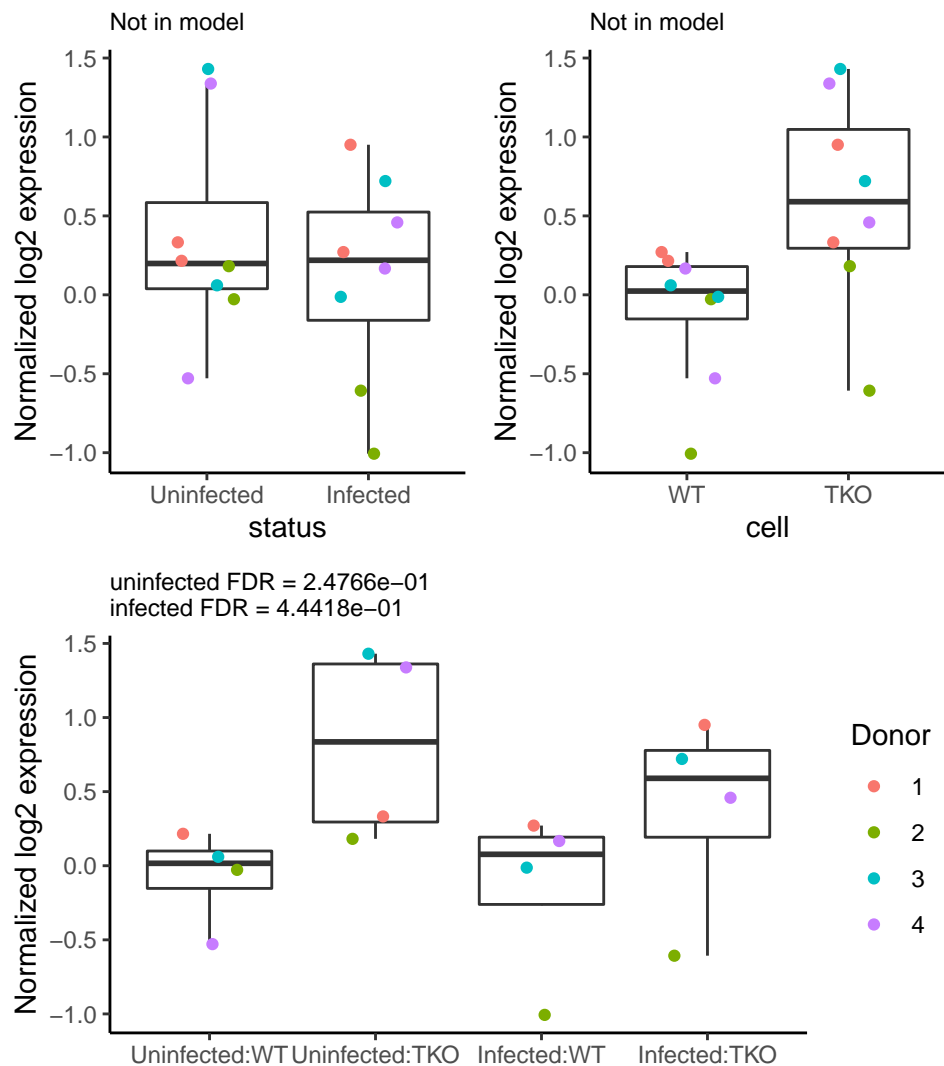 Not in model
Normalized log2 expression
1.5
1.0
0.5
0.0
−0.5
−1.0
Uninfected Infected
status
Not in model
Normalized log2 expression
1.5
1.0
0.5
0.0
−0.5
−1.0
WT TKO
cell
uninfected FDR = 2.4766e−01
infected FDR = 4.4418e−01
Normalized log2 expression
1.5
1.0
0.5
0.0
−0.5
−1.0
Uninfected:WT Uninfected:TKO Infected:WT Infected:TKO
Donor
1
2
3
4